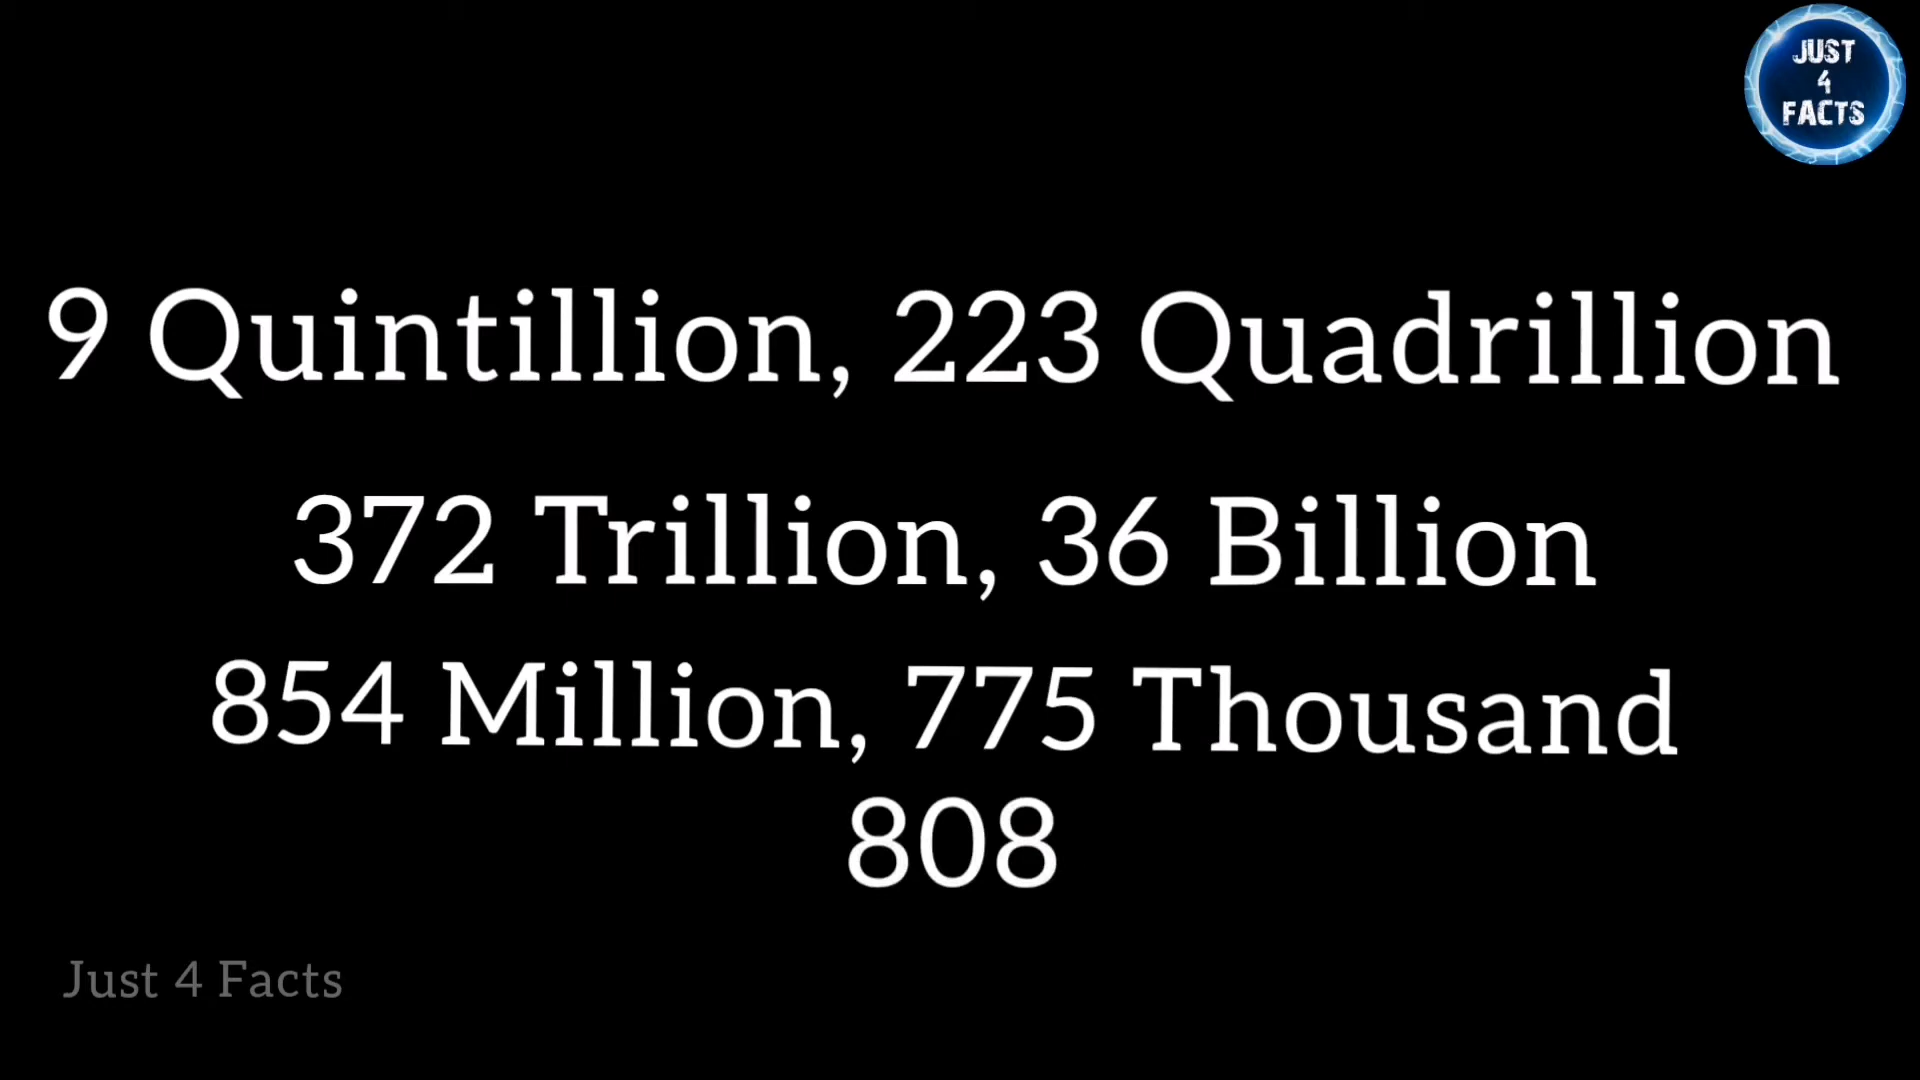 JUST
4
FACTS
9 Quintillion, 223 Quadrillion
372 Trillion, 36 Billion
854 Million, 775 Thousand
808
Just 4 Facts